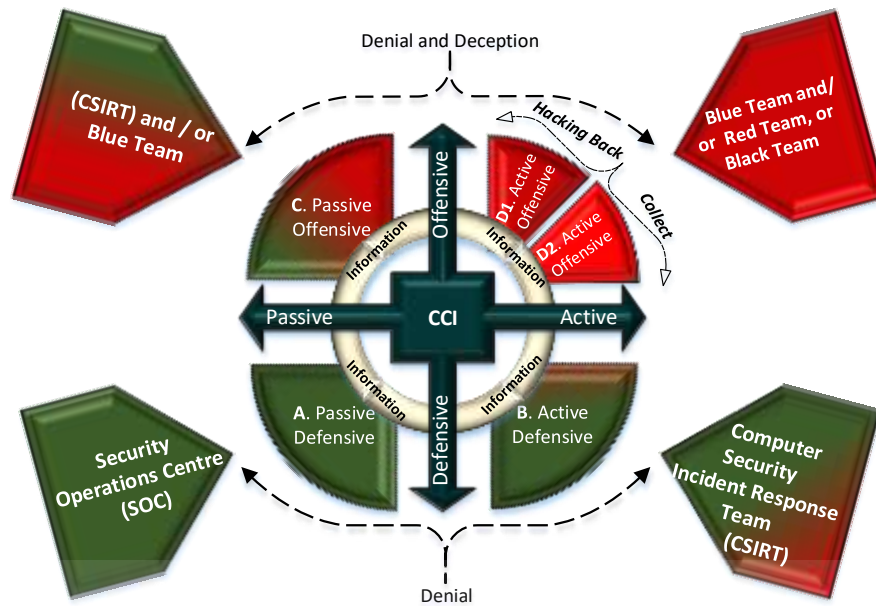 Denial and Deception
(CSIRT) and / or
Blue Team
Blue Team and/
or Red Team, or
Black Team
Hacking Back
Collect
C. Passive
Offensive
Offensive
D1. Active
Offensive
D2. Active
Offensive
Information
Information
Passive
CCI
Active
Information
Information
A. Passive
Defensive
Defensive
B. Active
Defensive
Security
Operations Centre
(SOC)
Computer
Security
Incident Response
Team
(CSIRT)
Denial